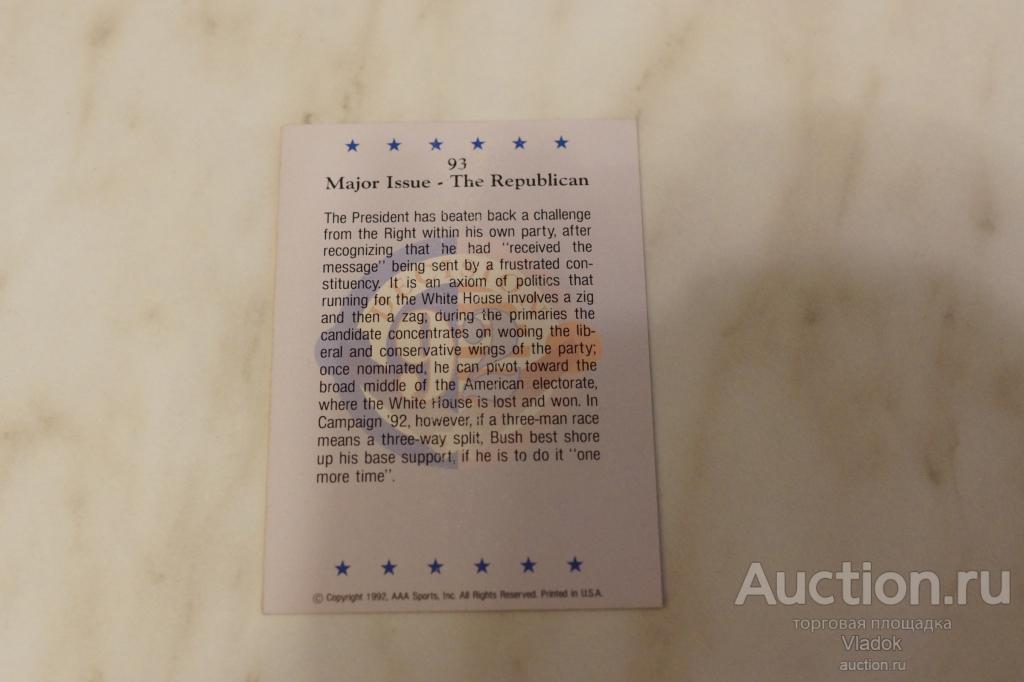 93
Major Issue - The Republican
The President has beaten back a challenge
from the Right within his own party, after
recognizing that he had "received the
message" being sent by a frustrated con-
stituency. It is an axiom of politics that
running for the White House involves a zig
and then a zag; during the primaries the
candidate concentrates on wooing the lib-
eral and conservative wings of the party;
once nominated, he can pivot toward the
broad middle of the American electorate,
where the White House is lost and won. In
Campaign '92, however, if a three-man race
means a three-way split, Bush best shore
up his base support, if he is to do it "one
more time".
© Copyright 1992, AAA Sports, Inc. All Rights Reserved. Printed in U.S.A.
Auction.ru
торговая площадка
Vladok
auction.ru